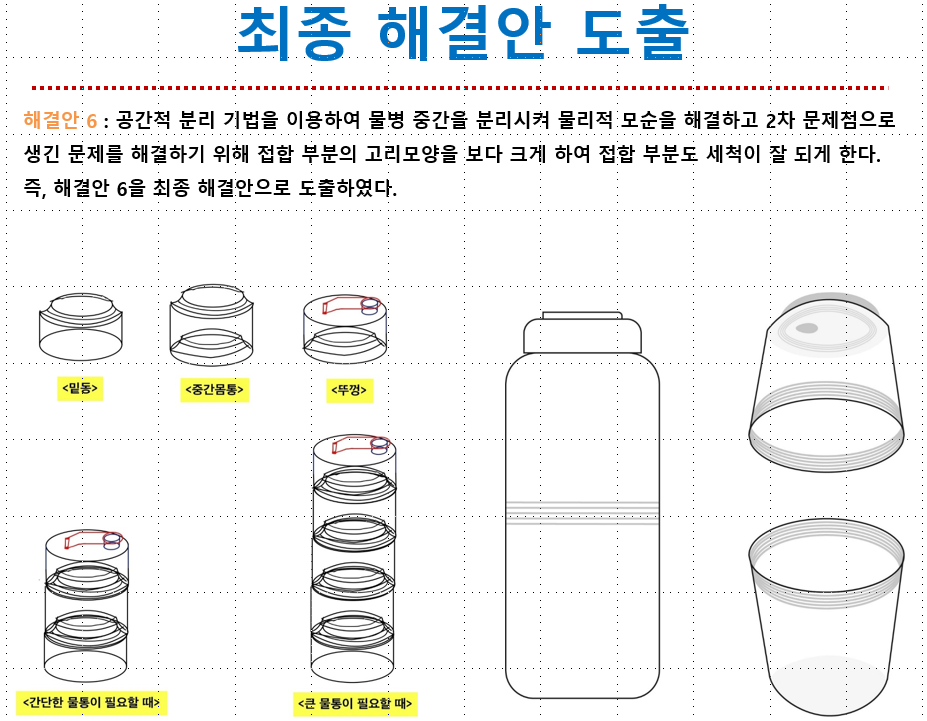 최종 해결안 도출
해결안 6 : 공간적 분리 기법을 이용하여 물병 중간을 분리시켜 물리적 모순을 해결하고 2차 문제점으로
생긴 문제를 해결하기 위해 접합 부분의 고리모양을 보다 크게 하여 접합 부분도 세척이 잘 되게 한다.
즉, 해결안 6을 최종 해결안으로 도출하였다.
<밑동>
<중간몸통>
<뚜껑>
<간단한 물통이 필요할 때>
<큰 물통이 필요할 때>